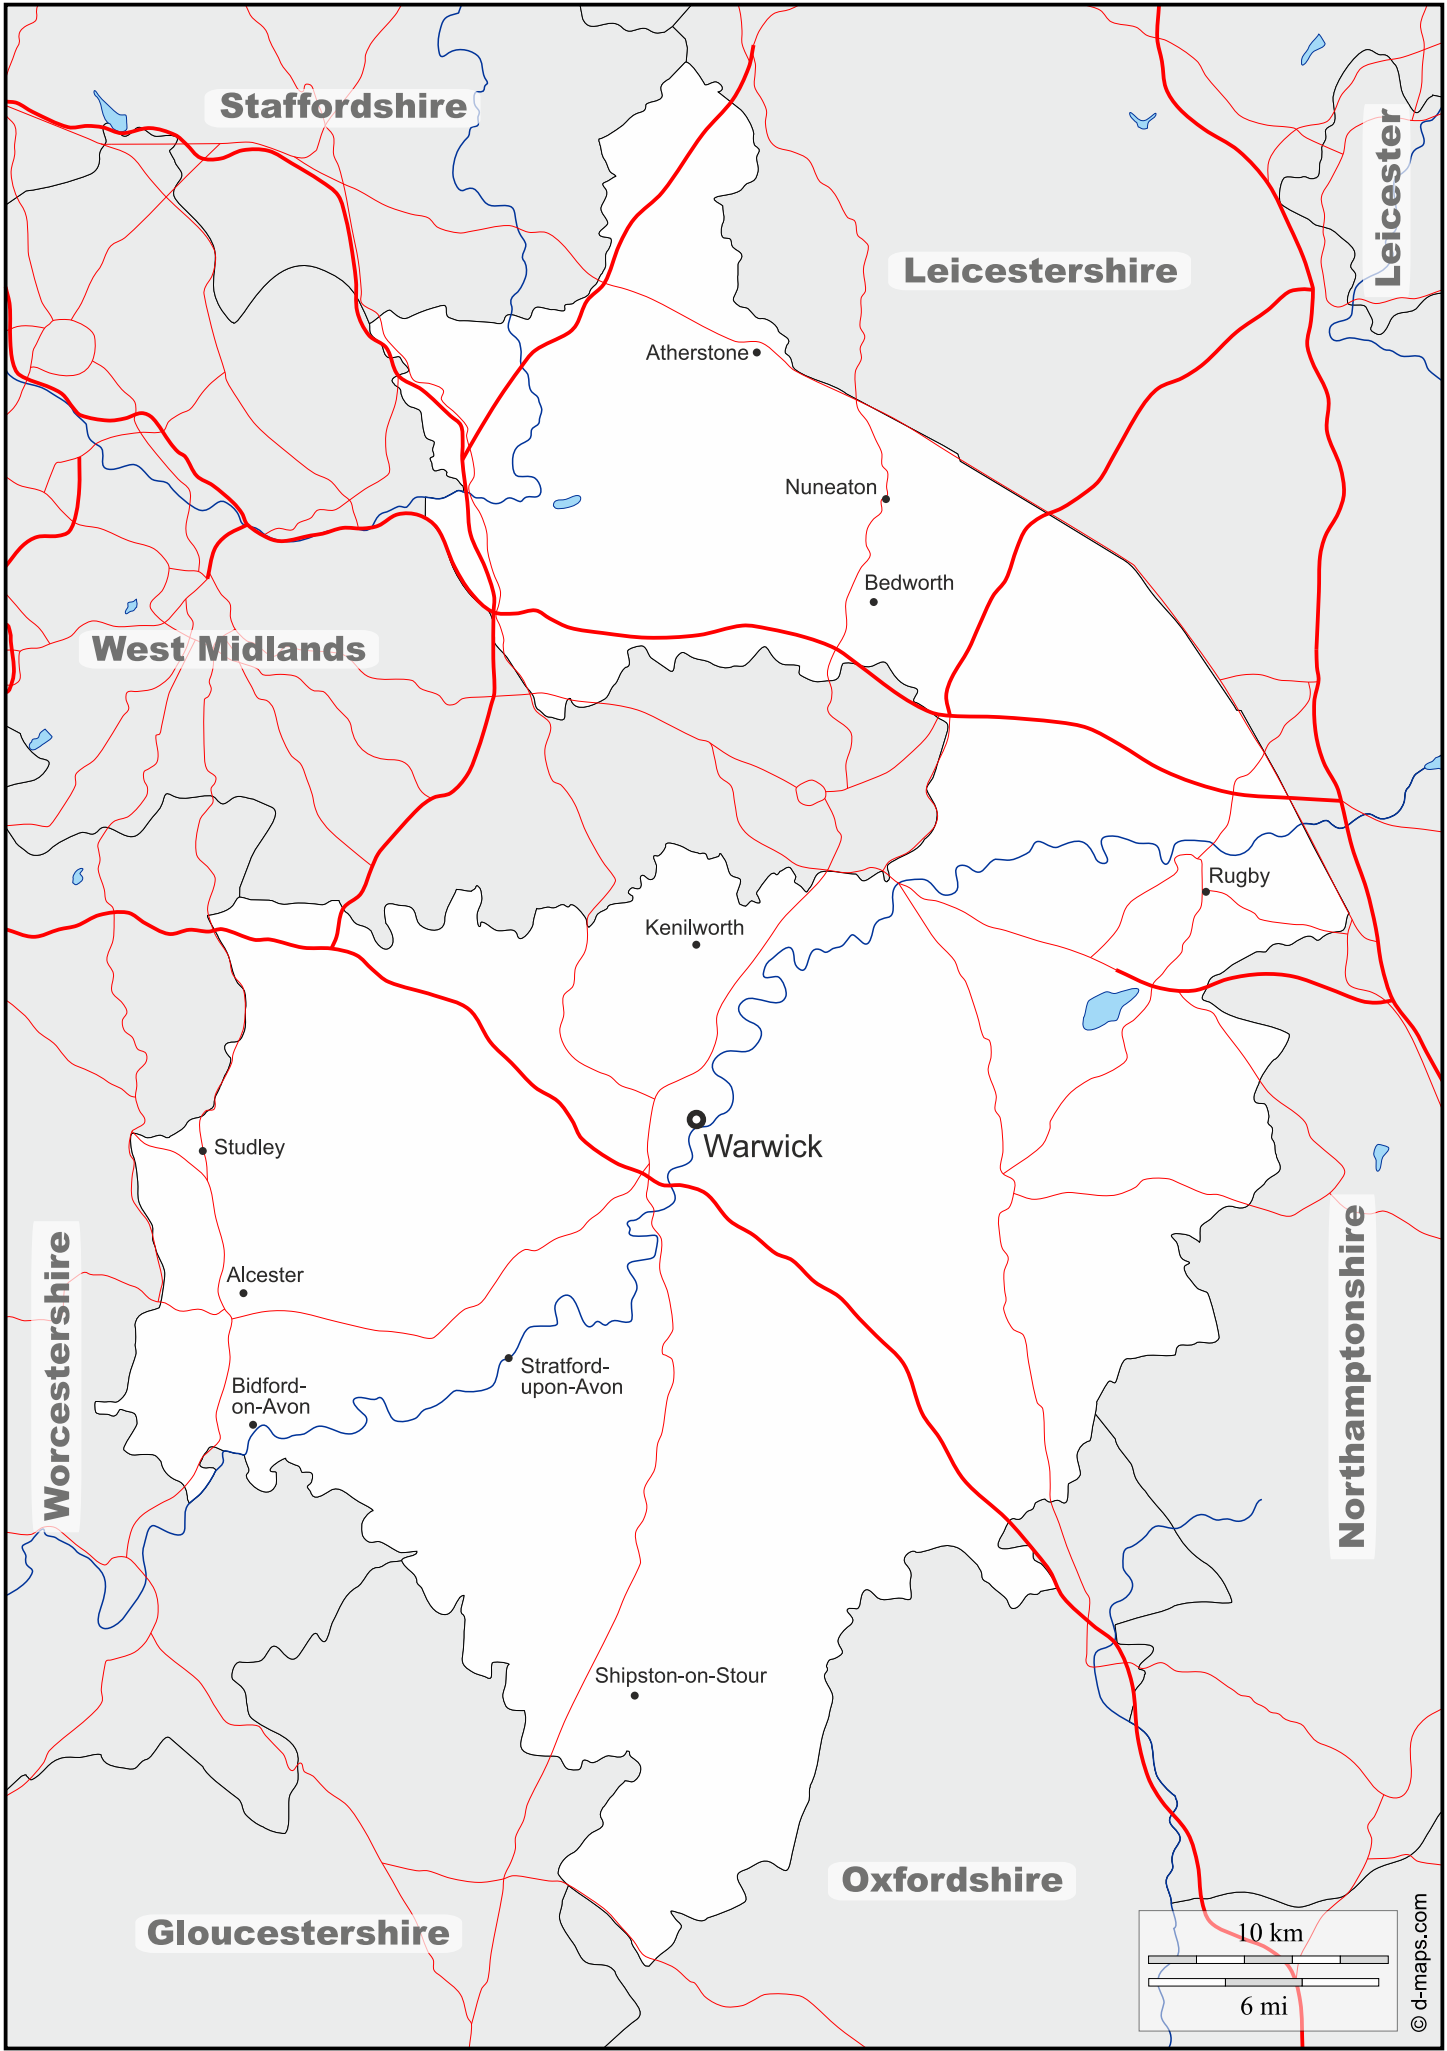 Staffordshire
Leicester
Leicestershire
Atherstone
Nuneaton
Bedworth
West Midlands
Rugby
Kenilworth
Warwick
Studley
Worcestershire
Northamptonshire
Alcester
Stratford-
upon-Avon
Bidford-
on-Avon
Shipston-on-Stour
Oxfordshire
Gloucestershire
10 km
6 mi
© d-maps.com